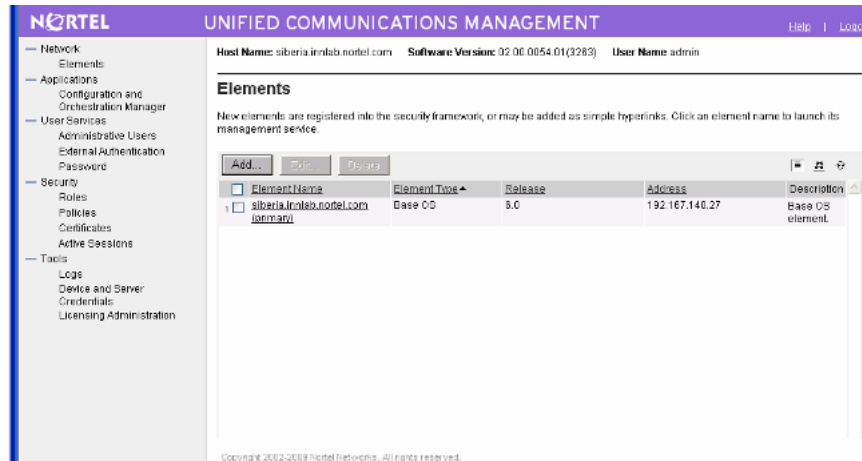 NORTEL
UNIFIED COMMUNICATIONS MANAGEMENT
Help | Logo
Network
Elements
Applications
Configuration and
Orchestration Manager
User Services
Administrative Users
External Authentication
Password
Security
Roles
Policies
Certificates
Active Sessions
Tools
Logs
Device and Server
Credentials
Licensing Administration
Host Name: siberia.innlab.nortel.com Software Version: 02.00.0054.01(3263) User Name admin
Elements
New elements are registered into the security framework, or may be added as simple hyperlinks. Click an element name to launch its
management service.
Add... Edit... Delete
Element Name Element Type Release Address Description
1 siberia.innlab.nortel.com Base OS 6.0 192.167.140.27 Base OS
(primary) element.
Copyright 2002-2009 Nortel Networks. All rights reserved.